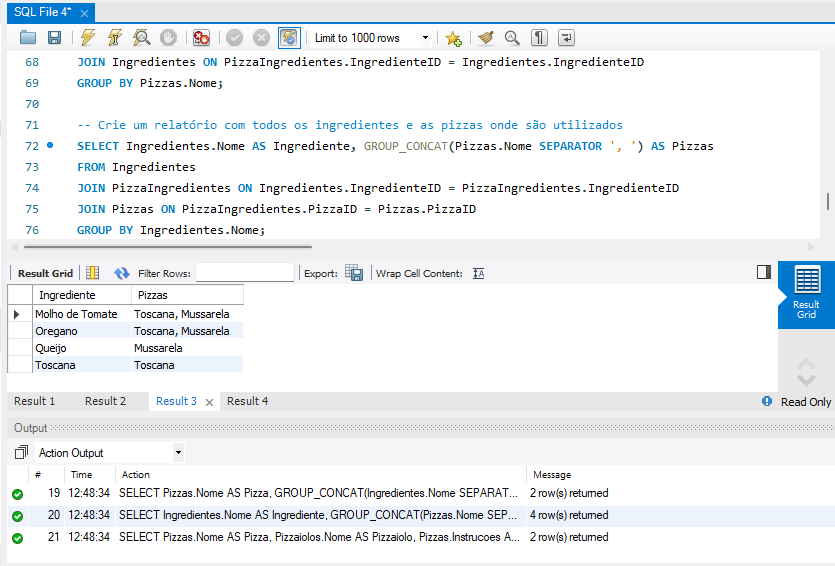 SQL File 4*
Limit to 1000 rows
68 JOIN Ingredientes ON PizzaIngredientes.IngredienteID = Ingredientes.IngredienteID
69 GROUP BY Pizzas.Nome;
70
71 -- Crie um relatório com todos os ingredientes e as pizzas onde são utilizados
72 SELECT Ingredientes.Nome AS Ingrediente, GROUP_CONCAT(Pizzas.Nome SEPARATOR ', ') AS Pizzas
73 FROM Ingredientes
74 JOIN PizzaIngredientes ON Ingredientes.IngredienteID = PizzaIngredientes.IngredienteID
75 JOIN Pizzas ON PizzaIngredientes.PizzaID = Pizzas.PizzaID
76 GROUP BY Ingredientes.Nome;
Result Grid Filter Rows: Export: Wrap Cell Content:
Ingrediente Pizzas
Molho de Tomate Toscana, Mussarela
Oregano Toscana, Mussarela
Queijo Mussarela
Toscana Toscana
Result
Grid
Result 1 Result 2 Result 3 Result 4 Read Only
Output
Action Output
# Time Action Message
19 12:48:34 SELECT Pizzas.Nome AS Pizza, GROUP_CONCAT(Ingredientes.Nome SEPARAT... 2 row(s) returned
20 12:48:34 SELECT Ingredientes.Nome AS Ingrediente, GROUP_CONCAT(Pizzas.Nome SEP... 4 row(s) returned
21 12:48:34 SELECT Pizzas.Nome AS Pizza, Pizzaiolos.Nome AS Pizzaiolo, Pizzas.Instrucoes A... 2 row(s) returned